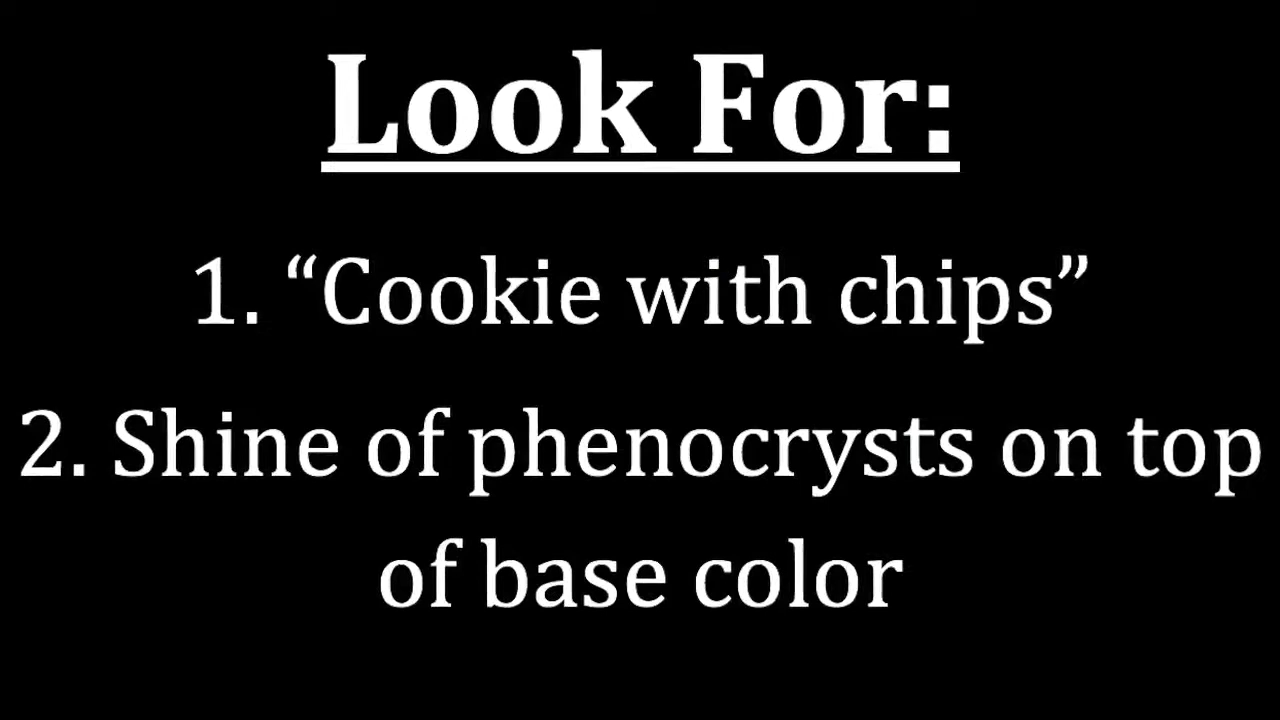 Look For:
1. “Cookie with chips”
2. Shine of phenocrysts on top
of base color